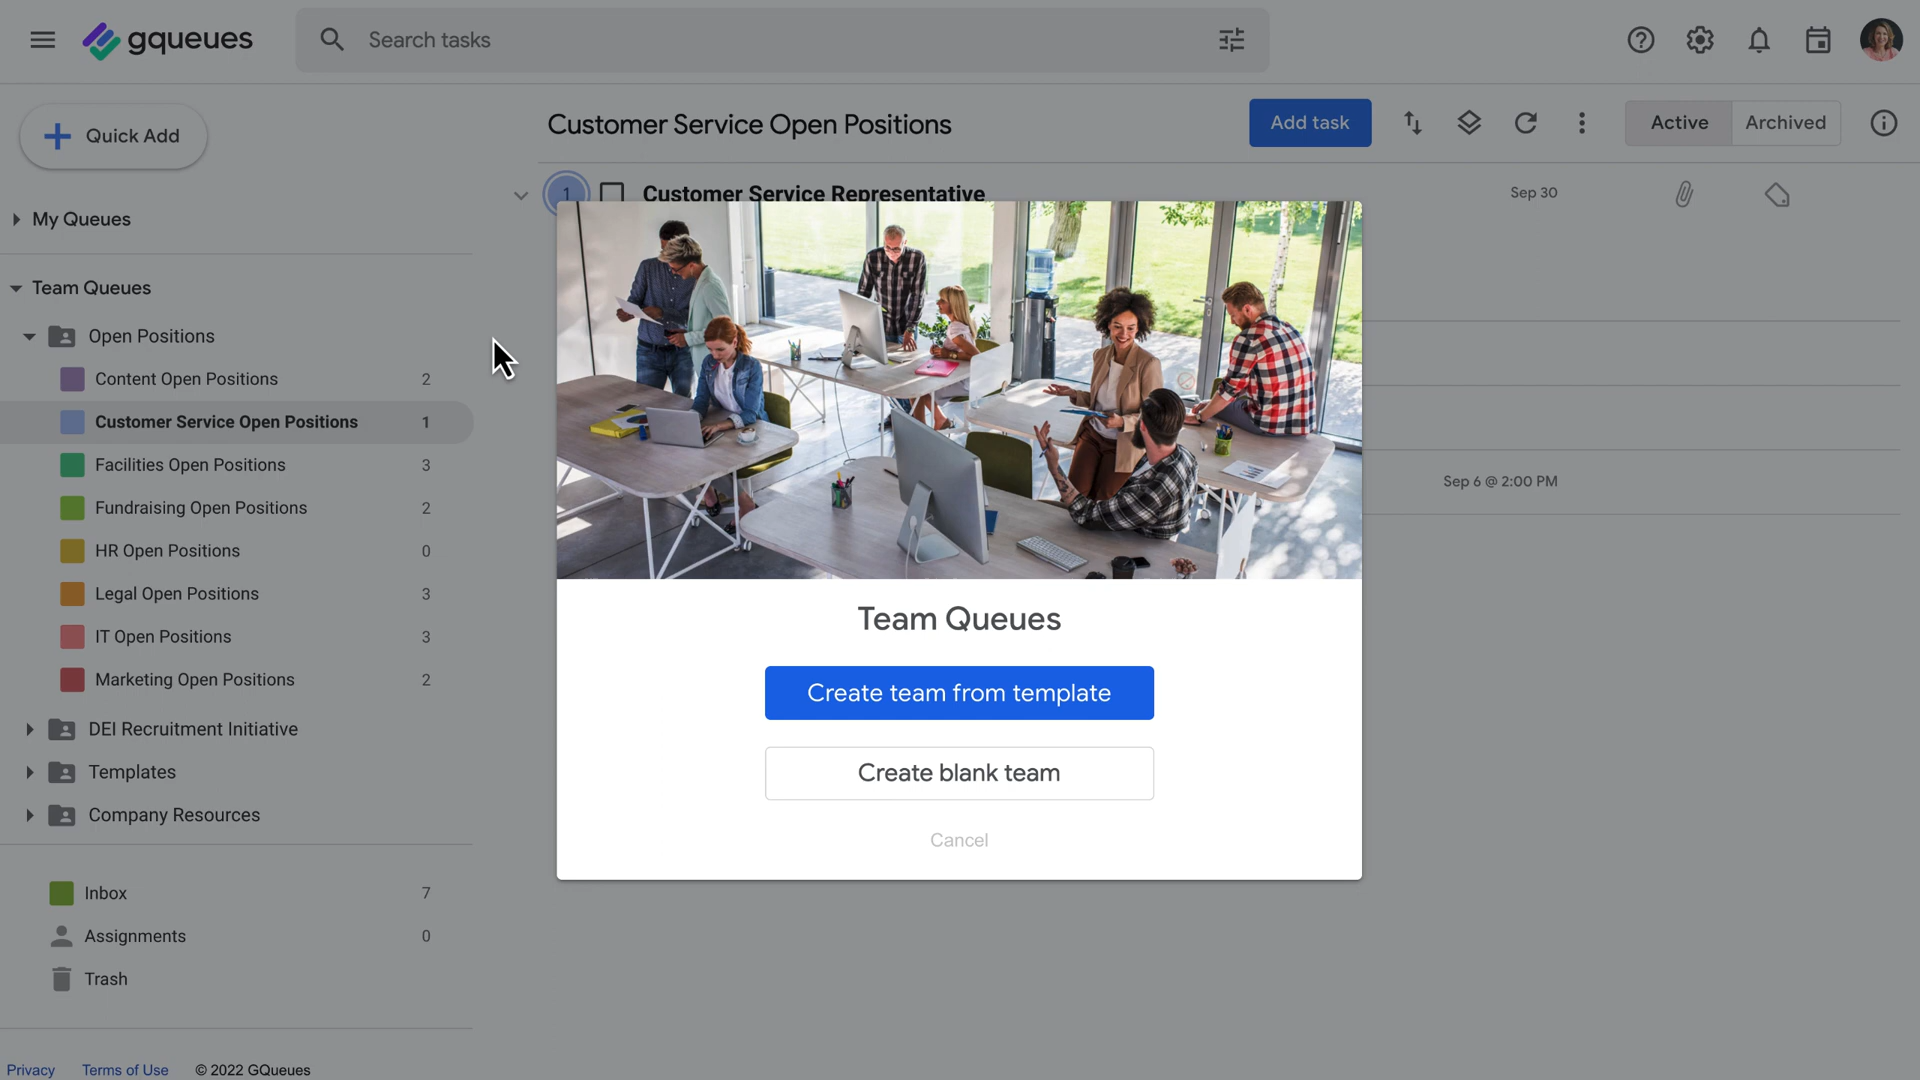 gqueues
Search tasks
Quick Add
Customer Service Open Positions
Add task
Active
Archived
My Queues
1
Customer Service Representative
Sep 30
Team Queues
Open Positions
Content Open Positions 2
Customer Service Open Positions 1
Facilities Open Positions 3
Sep 6 @ 2:00 PM
Fundraising Open Positions 2
HR Open Positions 0
Legal Open Positions 3
IT Open Positions 3
Marketing Open Positions 2
DEI Recruitment Initiative
Templates
Company Resources
Team Queues
Create team from template
Create blank team
Cancel
Inbox 7
Assignments 0
Trash
Privacy Terms of Use © 2022 GQueues